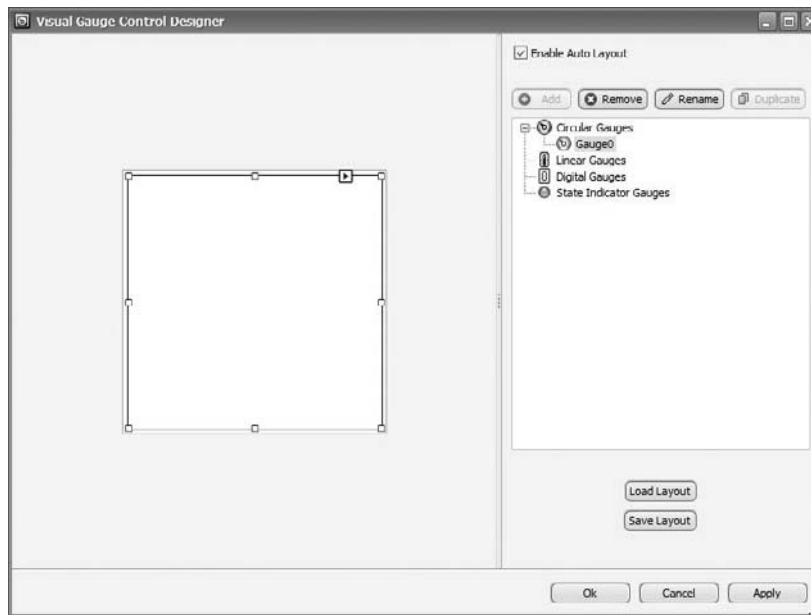 Visual Gauge Control Designer
Enable Auto Layout
Add Remove Rename Duplicate
Circular Gauges
Gauge0
Linear Gauges
Digital Gauges
State Indicator Gauges
Load Layout
Save Layout
Ok Cancel Apply